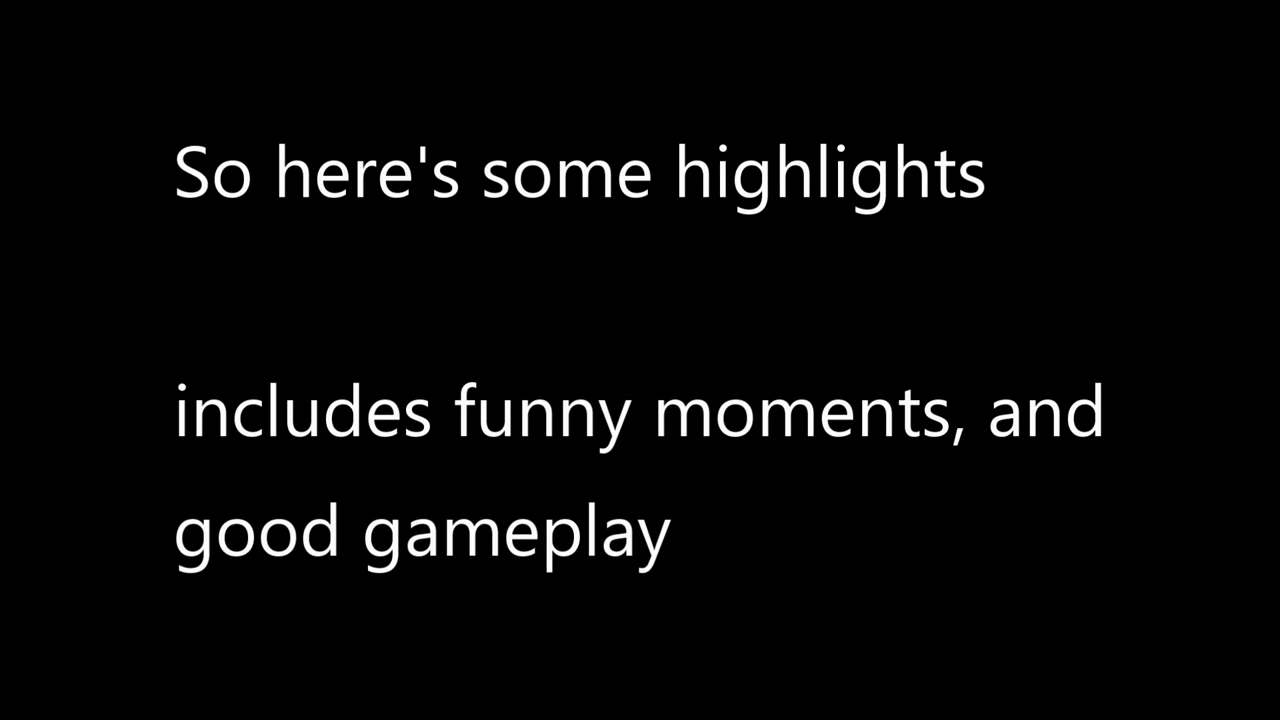 So here's some highlights
includes funny moments, and
good gameplay